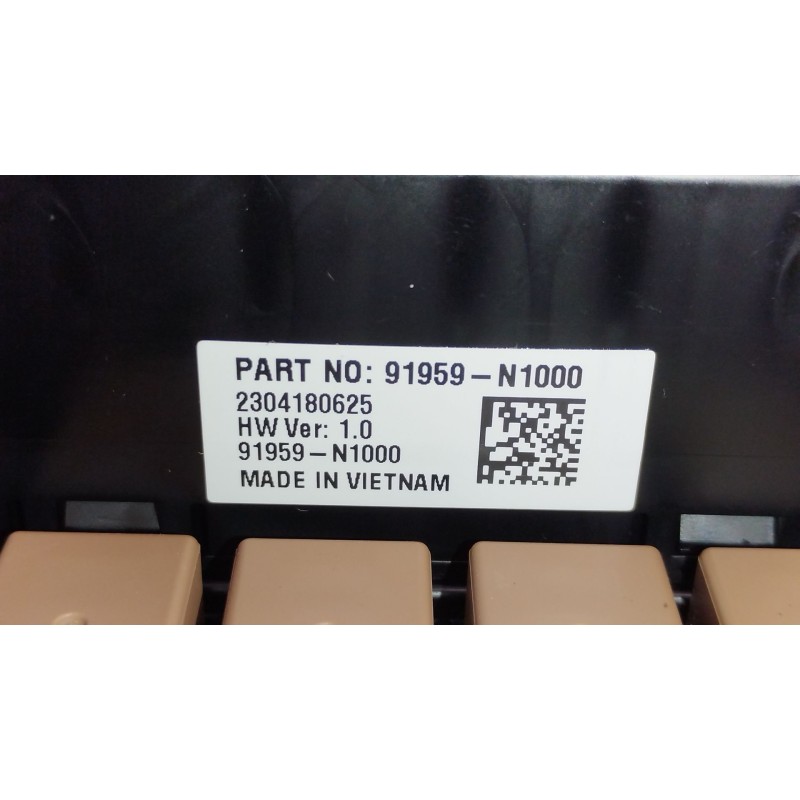 PART NO: 91959-N1000
2304180625
HW Ver: 1.0
91959-N1000
MADE IN VIETNAM